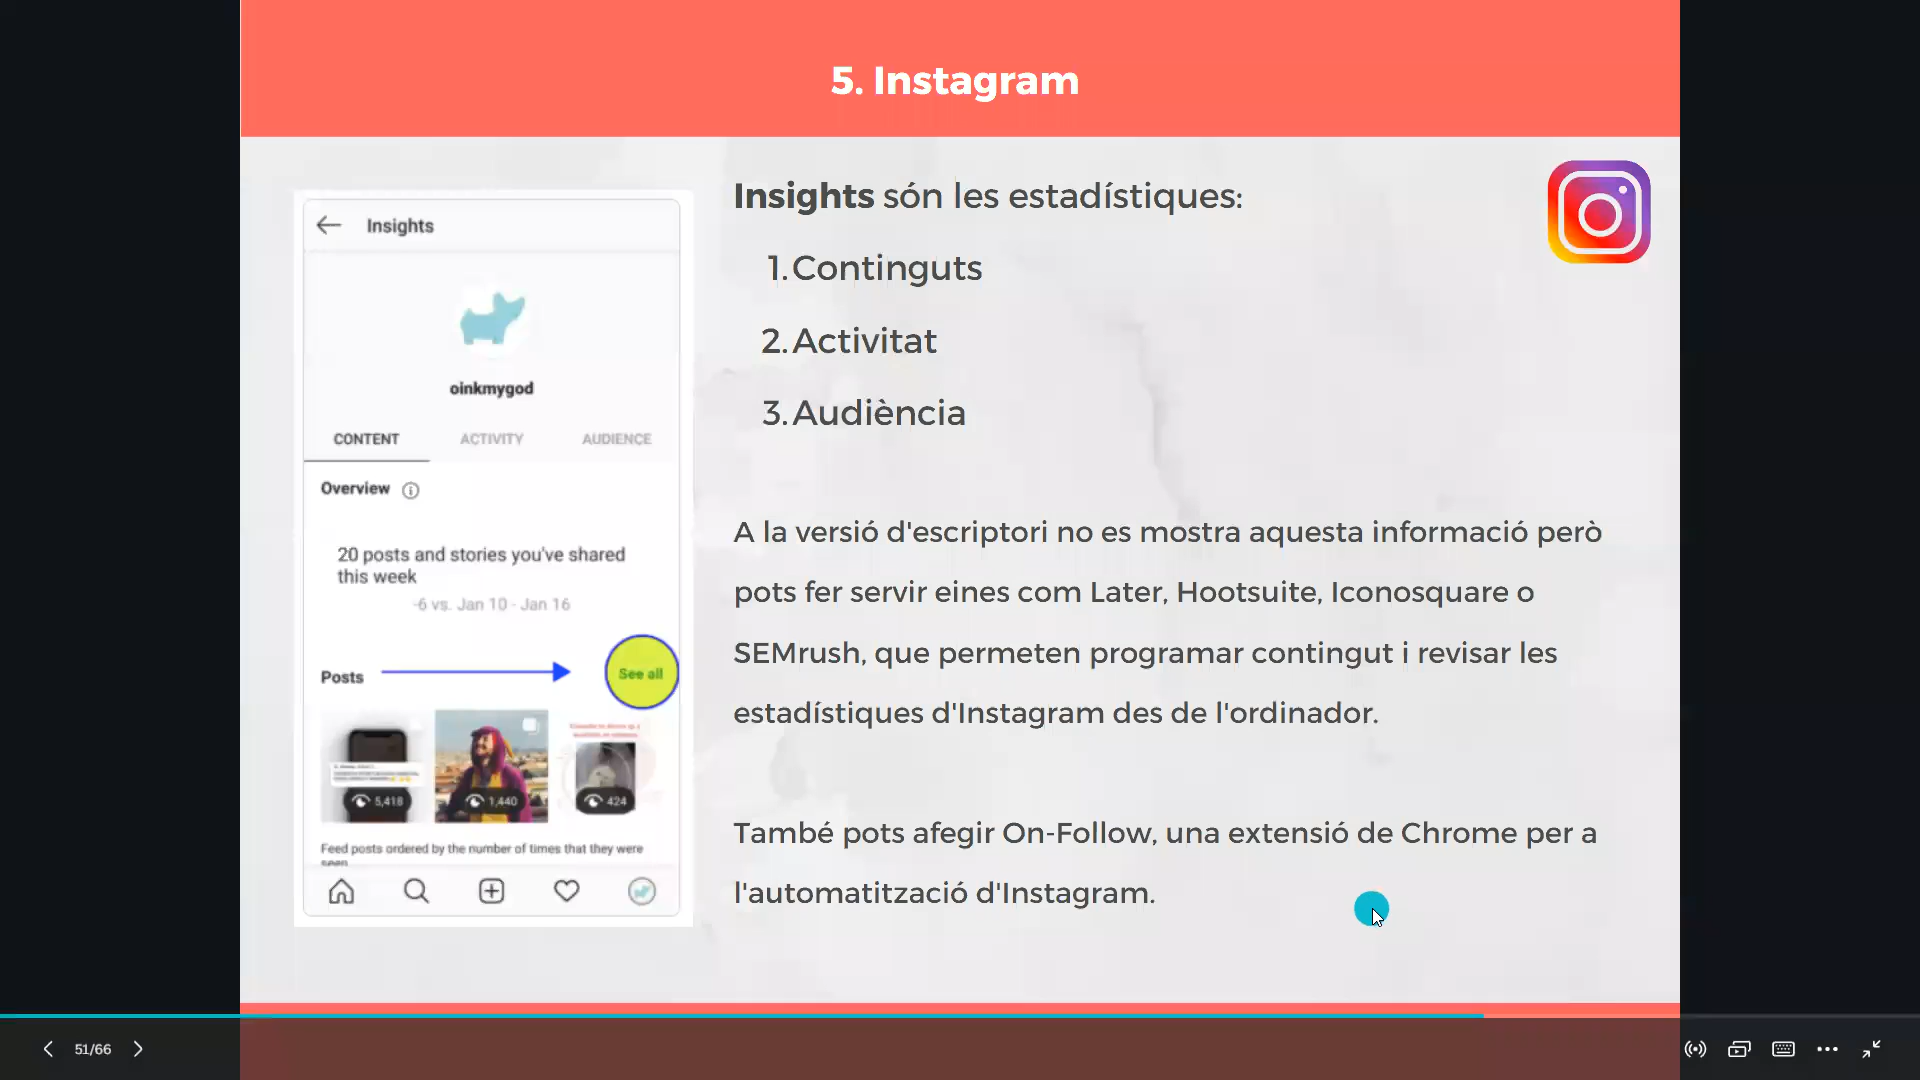 5. Instagram
Insights
oinkmygod
CONTENT ACTIVITY AUDIENCE
Overview
20 posts and stories you've shared
this week
-6 vs. Jan 10 - Jan 16
Posts
See all
5,418 1,440 424
Feed posts ordered by the number of times that they were
seen
Insights són les estadístiques:
1. Continguts
2. Activitat
3. Audiència
A la versió d'escriptori no es mostra aquesta informació però
pots fer servir eines com Later, Hootsuite, Iconosquare o
SEMrush, que permeten programar contingut i revisar les
estadístiques d'Instagram des de l'ordinador.
També pots afegir On-Follow, una extensió de Chrome per a
l'automatització d'Instagram.
51/66